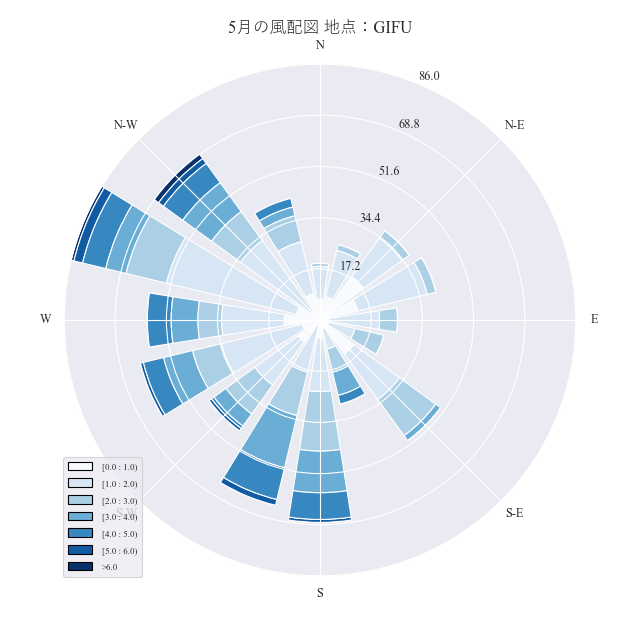 5月の風配図 地点：GIFU
N
86.0
N-W
N-E
68.8
51.6
34.4
17.2
W
E
[0.0 : 1.0)
[1.0 : 2.0)
[2.0 : 3.0)
[3.0 : 4.0)
[4.0 : 5.0)
[5.0 : 6.0)
>6.0
S-W
S-E
S